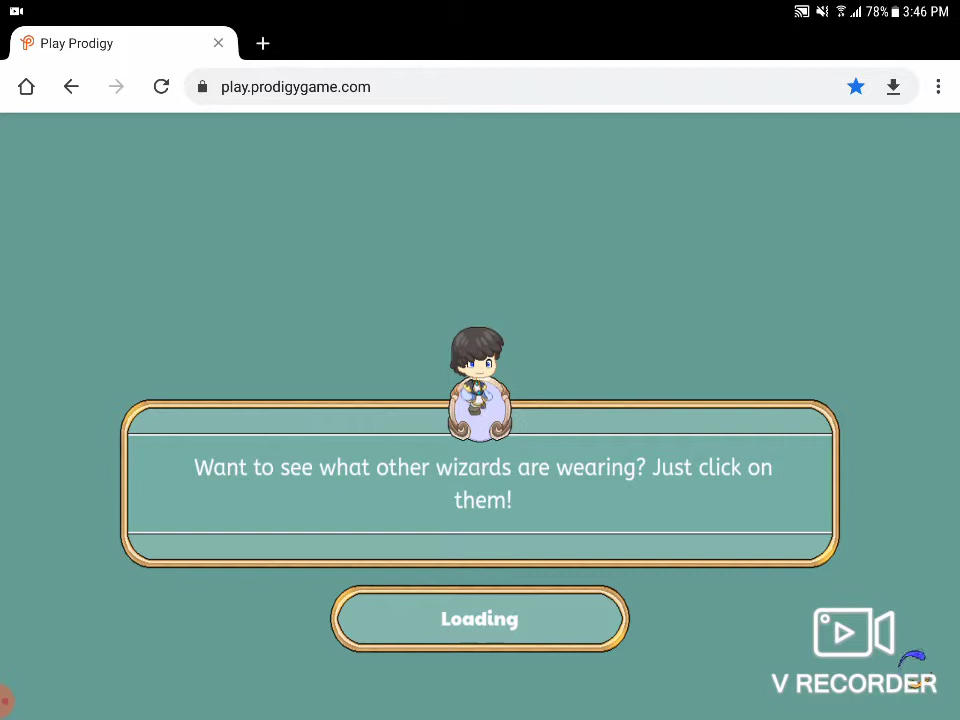 78% 3:46 PM
Play Prodigy
play.prodigygame.com
Want to see what other wizards are wearing? Just click on
them!
Loading
V RECORDER